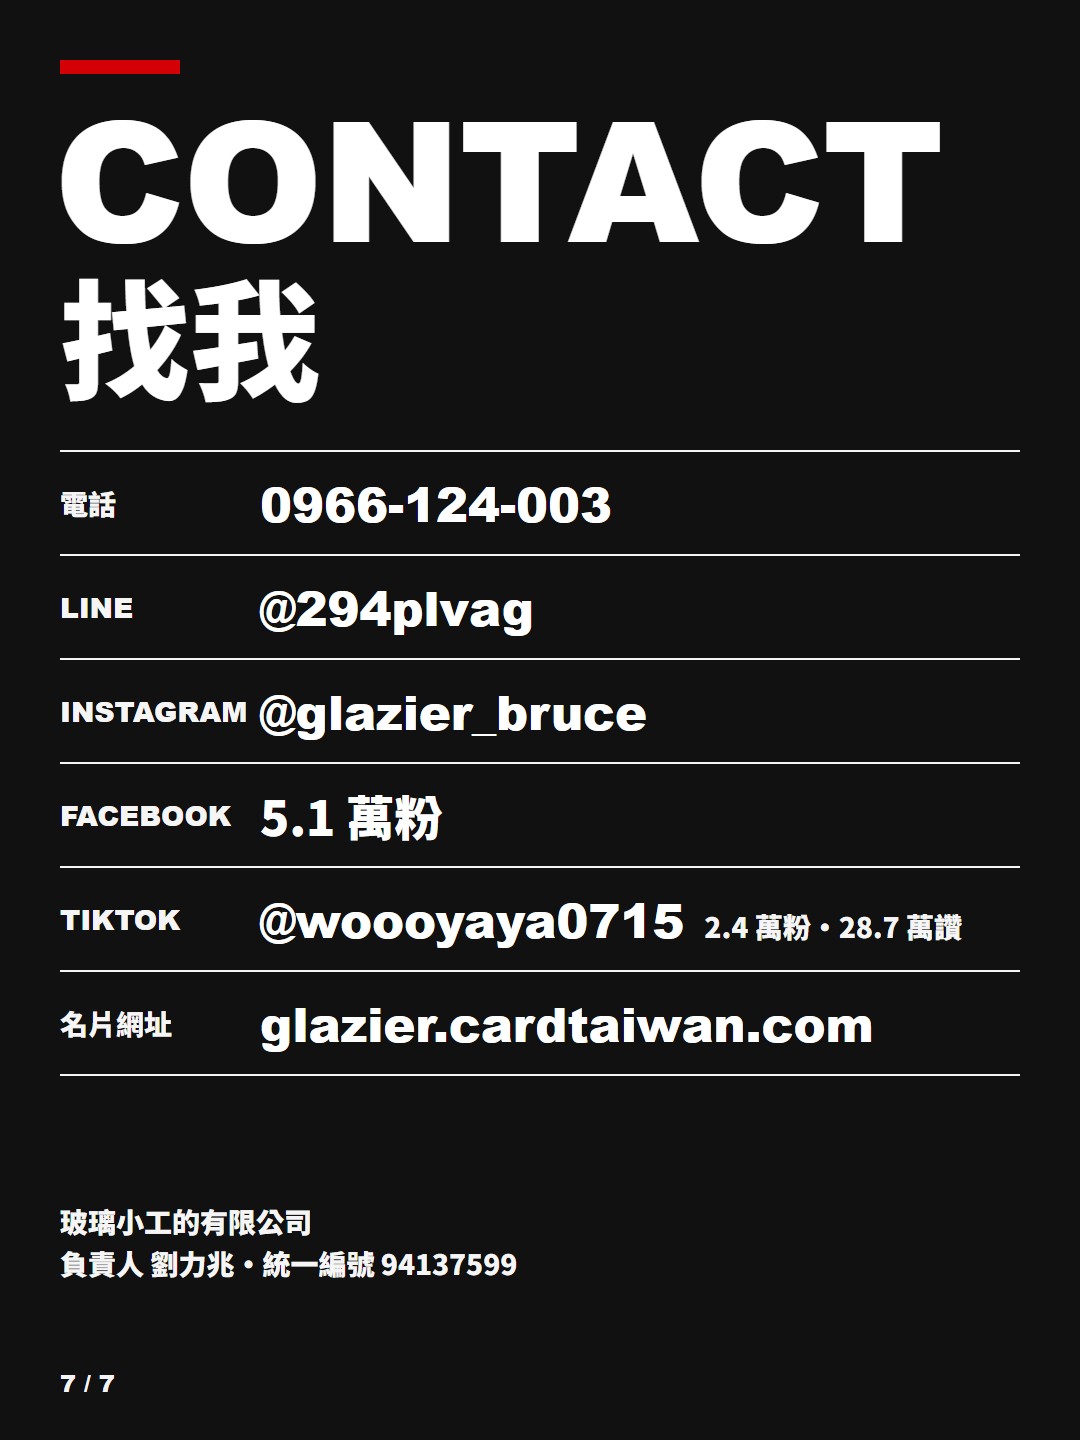 CONTACT
找我
電話 0966-124-003
LINE @294plvag
INSTAGRAM @glazier_bruce
FACEBOOK 5.1 萬粉
TIKTOK @woooyaya0715 2.4 萬粉・28.7 萬讚
名片網址 glazier.cardtaiwan.com
玻璃小工的有限公司
負責人 劉力兆・統一編號 94137599
7 / 7